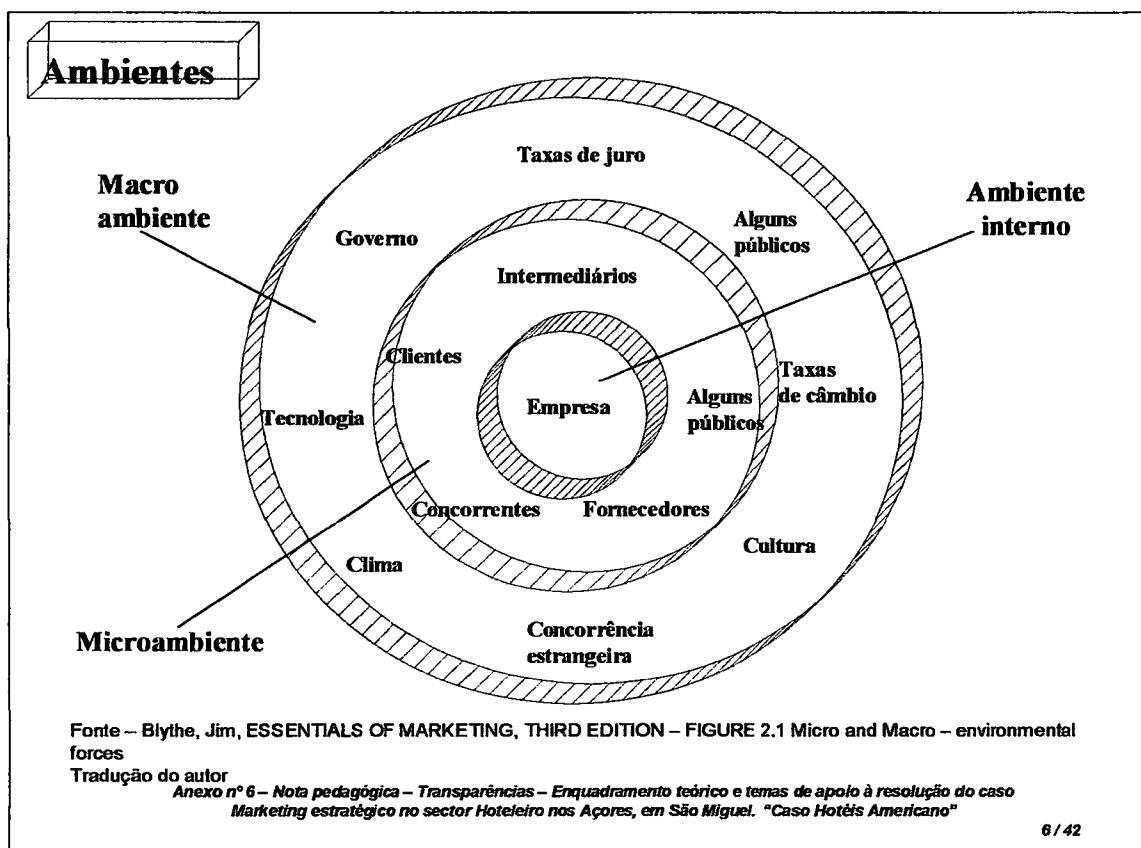 Ambientes
Taxas de juro
Macro
ambiente
Ambiente
interno
Alguns
públicos
Governo
Intermediários
Clientes
Taxas
de câmbio
Empresa
Alguns
públicos
Tecnologia
Concorrentes
Fornecedores
Cultura
Clima
Microambiente
Concorrência
estrangeira
Fonte – Blythe, Jim, ESSENTIALS OF MARKETING, THIRD EDITION – FIGURE 2.1 Micro and Macro – environmental
forces
Tradução do autor
Anexo nº 6 – Nota pedagógica – Transparências – Enquadramento teórico e temas de apoio à resolução do caso
Marketing estratégico no sector Hoteleiro nos Açores, em São Miguel. "Caso Hotéis Americano"
6 / 42